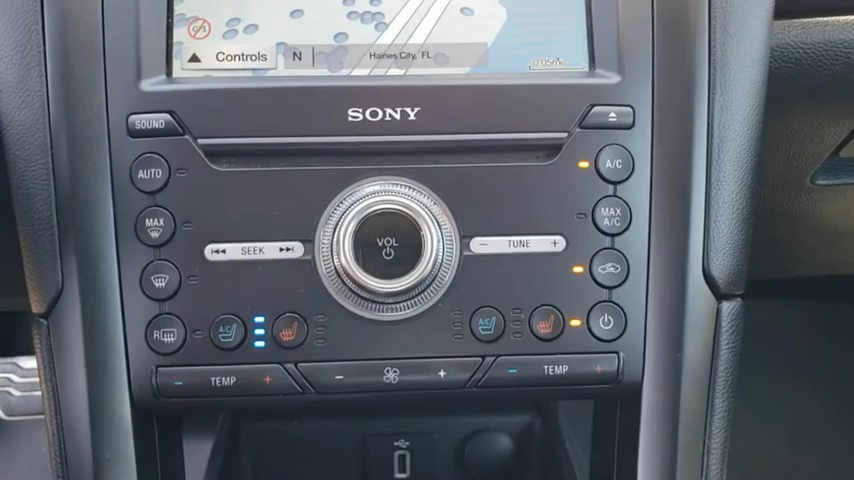 C/S
Controls
N
Haines City, FL
0.05mi
SONY
SOUND
AUTO
A/C
MAX
MAX
A/C
VOL
SEEK
− TUNE +
R
A/C
A/C
− TEMP +
− +
− TEMP +